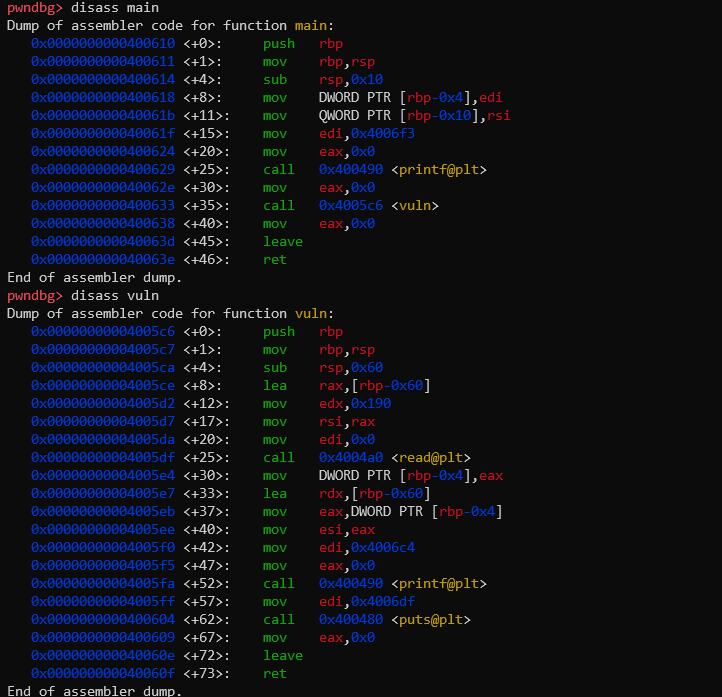 pwndbg> disass main
Dump of assembler code for function main:
0x0000000000400610 <+0>: push rbp
0x0000000000400611 <+1>: mov rbp,rsp
0x0000000000400614 <+4>: sub rsp,0x10
0x0000000000400618 <+8>: mov DWORD PTR [rbp-0x4],edi
0x000000000040061b <+11>: mov QWORD PTR [rbp-0x10],rsi
0x000000000040061f <+15>: mov edi,0x4006f3
0x0000000000400624 <+20>: mov eax,0x0
0x0000000000400629 <+25>: call 0x400490 <printf@plt>
0x000000000040062e <+30>: mov eax,0x0
0x0000000000400633 <+35>: call 0x4005c6 <vuln>
0x0000000000400638 <+40>: mov eax,0x0
0x000000000040063d <+45>: leave
0x000000000040063e <+46>: ret
End of assembler dump.
pwndbg> disass vuln
Dump of assembler code for function vuln:
0x00000000004005c6 <+0>: push rbp
0x00000000004005c7 <+1>: mov rbp,rsp
0x00000000004005ca <+4>: sub rsp,0x60
0x00000000004005ce <+8>: lea rax,[rbp-0x60]
0x00000000004005d2 <+12>: mov edx,0x190
0x00000000004005d7 <+17>: mov rsi,rax
0x00000000004005da <+20>: mov edi,0x0
0x00000000004005df <+25>: call 0x4004a0 <read@plt>
0x00000000004005e4 <+30>: mov DWORD PTR [rbp-0x4],eax
0x00000000004005e7 <+33>: lea rdx,[rbp-0x60]
0x00000000004005eb <+37>: mov eax,DWORD PTR [rbp-0x4]
0x00000000004005ee <+40>: mov esi,eax
0x00000000004005f0 <+42>: mov edi,0x4006c4
0x00000000004005f5 <+47>: mov eax,0x0
0x00000000004005fa <+52>: call 0x400490 <printf@plt>
0x00000000004005ff <+57>: mov edi,0x4006df
0x0000000000400604 <+62>: call 0x400480 <puts@plt>
0x0000000000400609 <+67>: mov eax,0x0
0x000000000040060e <+72>: leave
0x000000000040060f <+73>: ret
End of assembler dump.